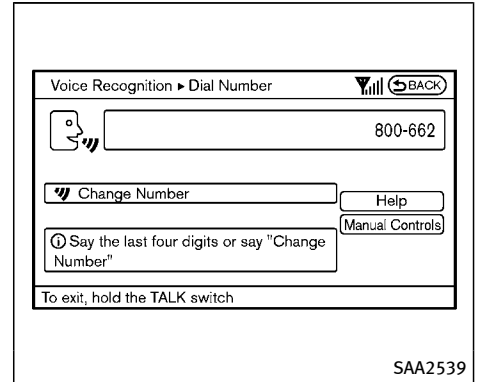 Voice Recognition ▸ Dial Number
BACK
800-662
Change Number
Help
Manual Controls
Say the last four digits or say "Change
Number"
To exit, hold the TALK switch
SAA2539